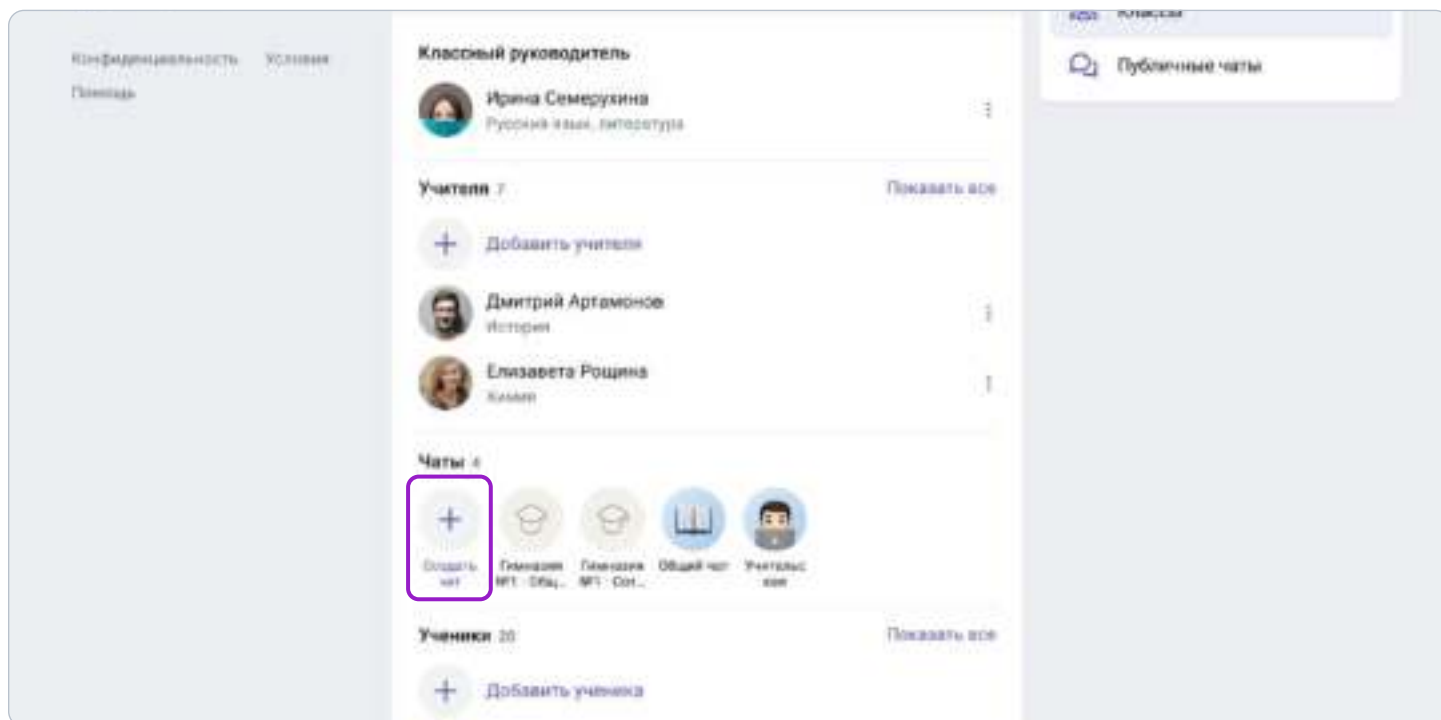 Классы
Конфиденциальность Условия
Помощь
Классный руководитель
Ирина Семерухина
Русский язык, литература
Публичные чаты
Учителя 7
Показать все
Добавить учителя
Дмитрий Артамонов
История
Елизавета Рощина
Химия
Чаты 4
Создать
чат
Гимназия
№1 Общ...
Гимназия
№1 Сот...
Общий чат
Учительс
кая
Ученики 20
Показать все
Добавить ученика